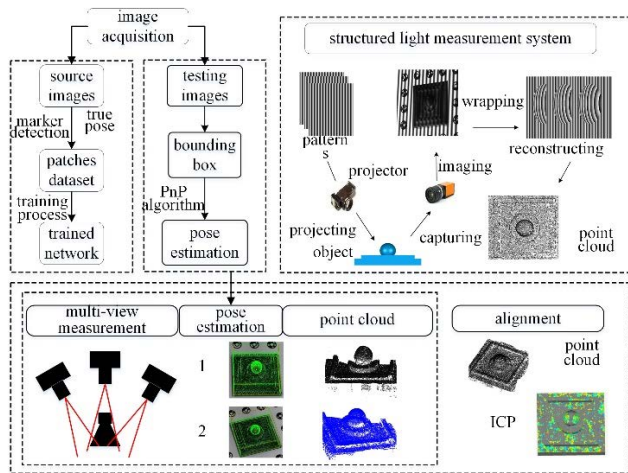 image
acquisition
source
images
marker
detection
true
pose
patches
dataset
training
process
trained
network
testing
images
bounding
box
PnP
algorithm
pose
estimation
structured light measurement system
pattern
s
projector
projecting
object
capturing
imaging
wrapping
reconstructing
point
cloud
multi-view
measurement
pose
estimation
point cloud
1
2
alignment
point
cloud
ICP